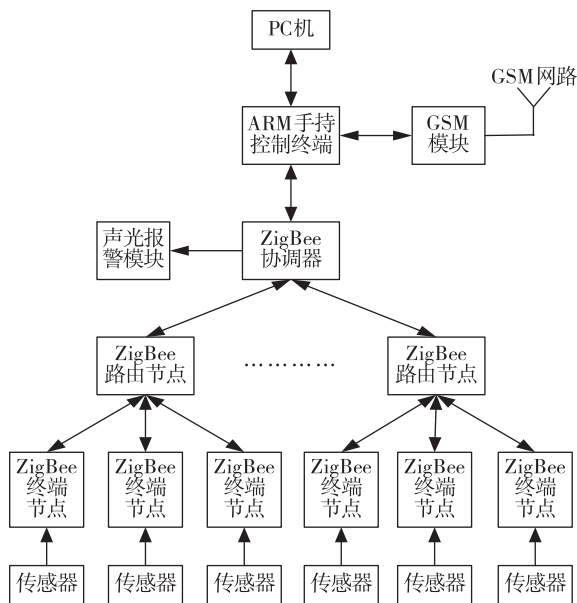 PC机
GSM网路
ARM手持
控制终端
GSM
模块
声光报
警模块
ZigBee
协调器
ZigBee
路由节点
…………
ZigBee
路由节点
ZigBee
终端
节点
ZigBee
终端
节点
ZigBee
终端
节点
ZigBee
终端
节点
ZigBee
终端
节点
ZigBee
终端
节点
传感器
传感器
传感器
传感器
传感器
传感器